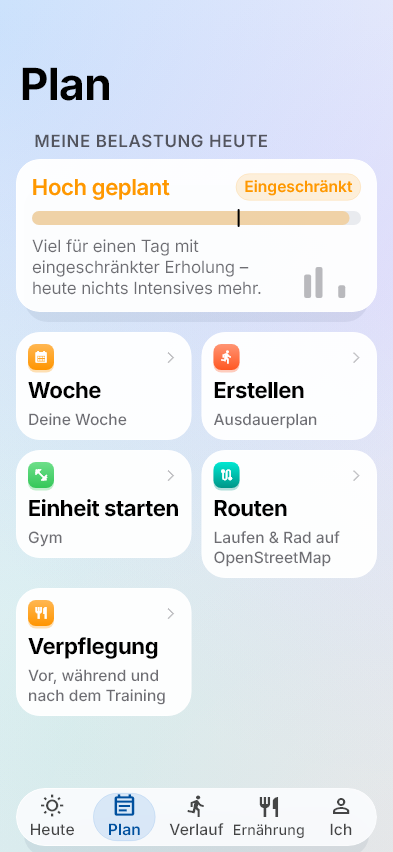 Plan
MEINE BELASTUNG HEUTE
Hoch geplant
Eingeschränkt
Viel für einen Tag mit
eingeschränkter Erholung –
heute nichts Intensives mehr.
Woche
Deine Woche
Erstellen
Ausdauerplan
Einheit starten
Gym
Routen
Laufen & Rad auf
OpenStreetMap
Verpflegung
Vor, während und
nach dem Training
Heute
Plan
Verlauf
Ernährung
Ich